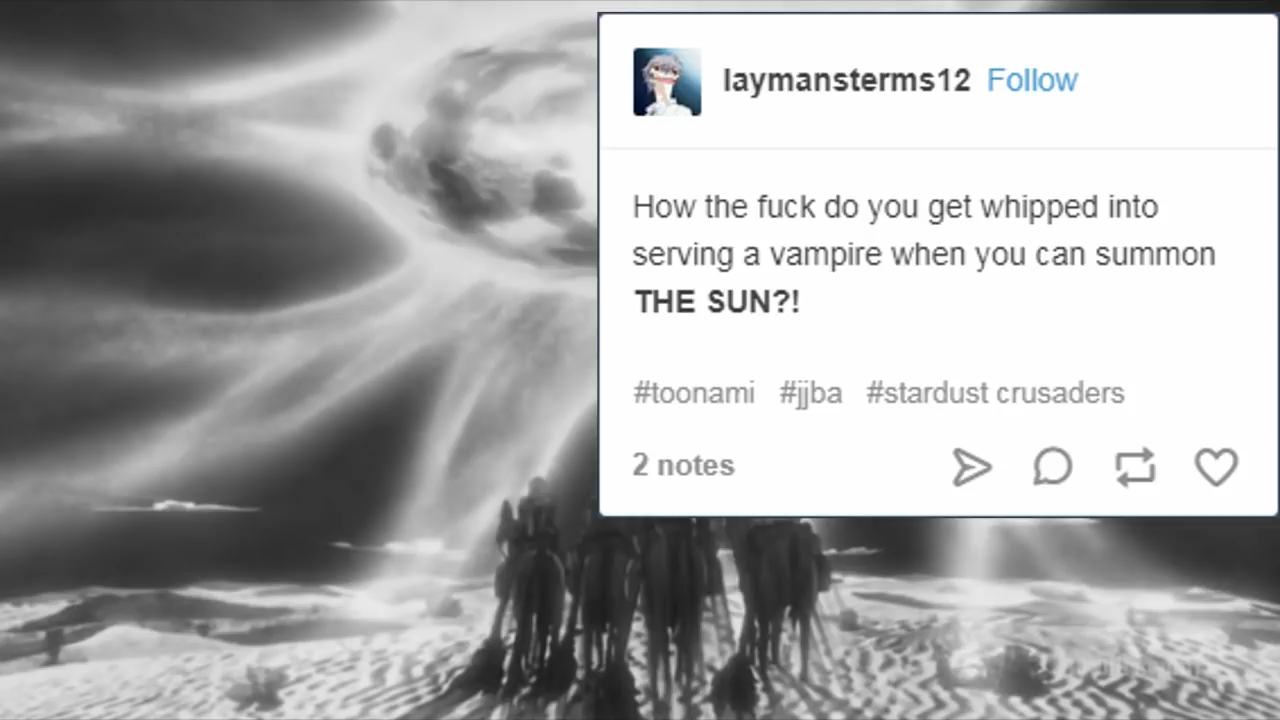 laymansterms12 Follow
How the fuck do you get whipped into
serving a vampire when you can summon
THE SUN?!
#toonami #jjba #stardust crusaders
2 notes